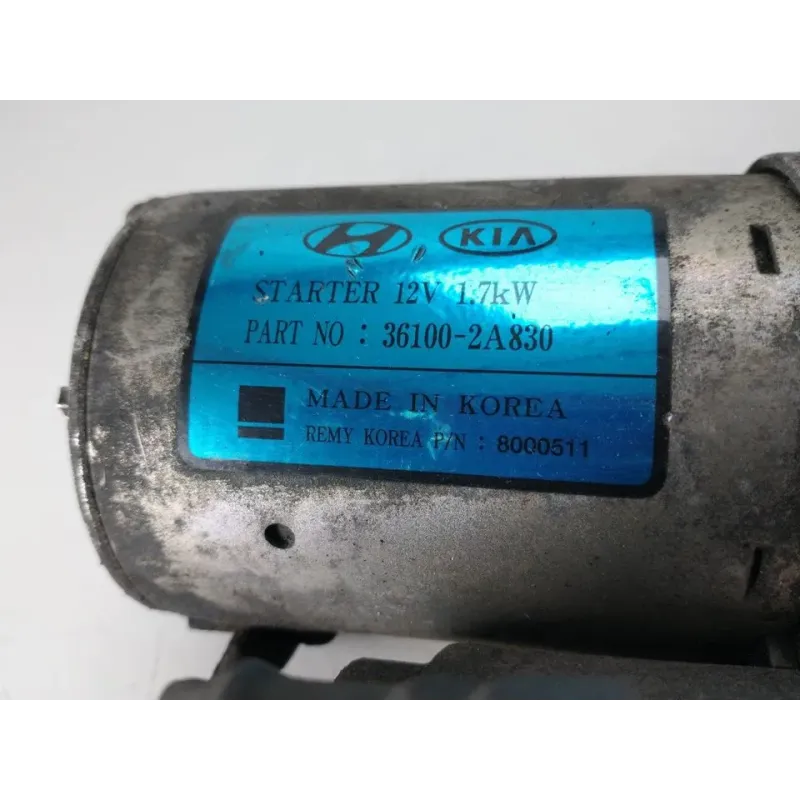 KIA
STARTER 12V 1.7kW
PART NO : 36100-2A830
MADE IN KOREA
REMY KOREA P/N : 8000511